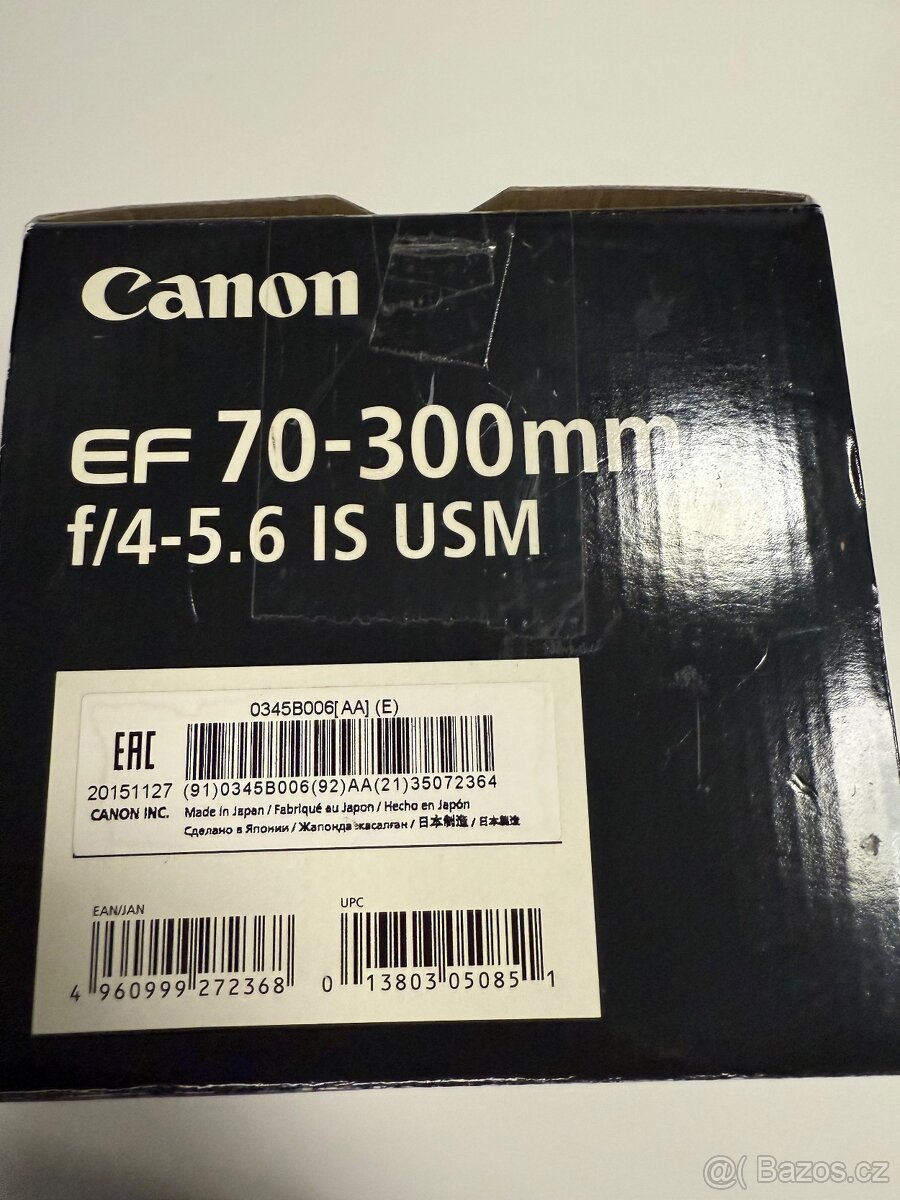 Canon
EF 70-300mm
f/4-5.6 IS USM
0345B006[AA] (E)
EAC
20151127 (91)0345B006(92)AA(21)35072364
CANON INC. Made in Japan / Fabriqué au Japon / Hecho en Japón
Сделано в Японии / Жапонда жасалған / 日本制造 / 日本製造
EAN/JAN
4 960999 272368
UPC
0 13803 05085 1
@( Bazos.cz